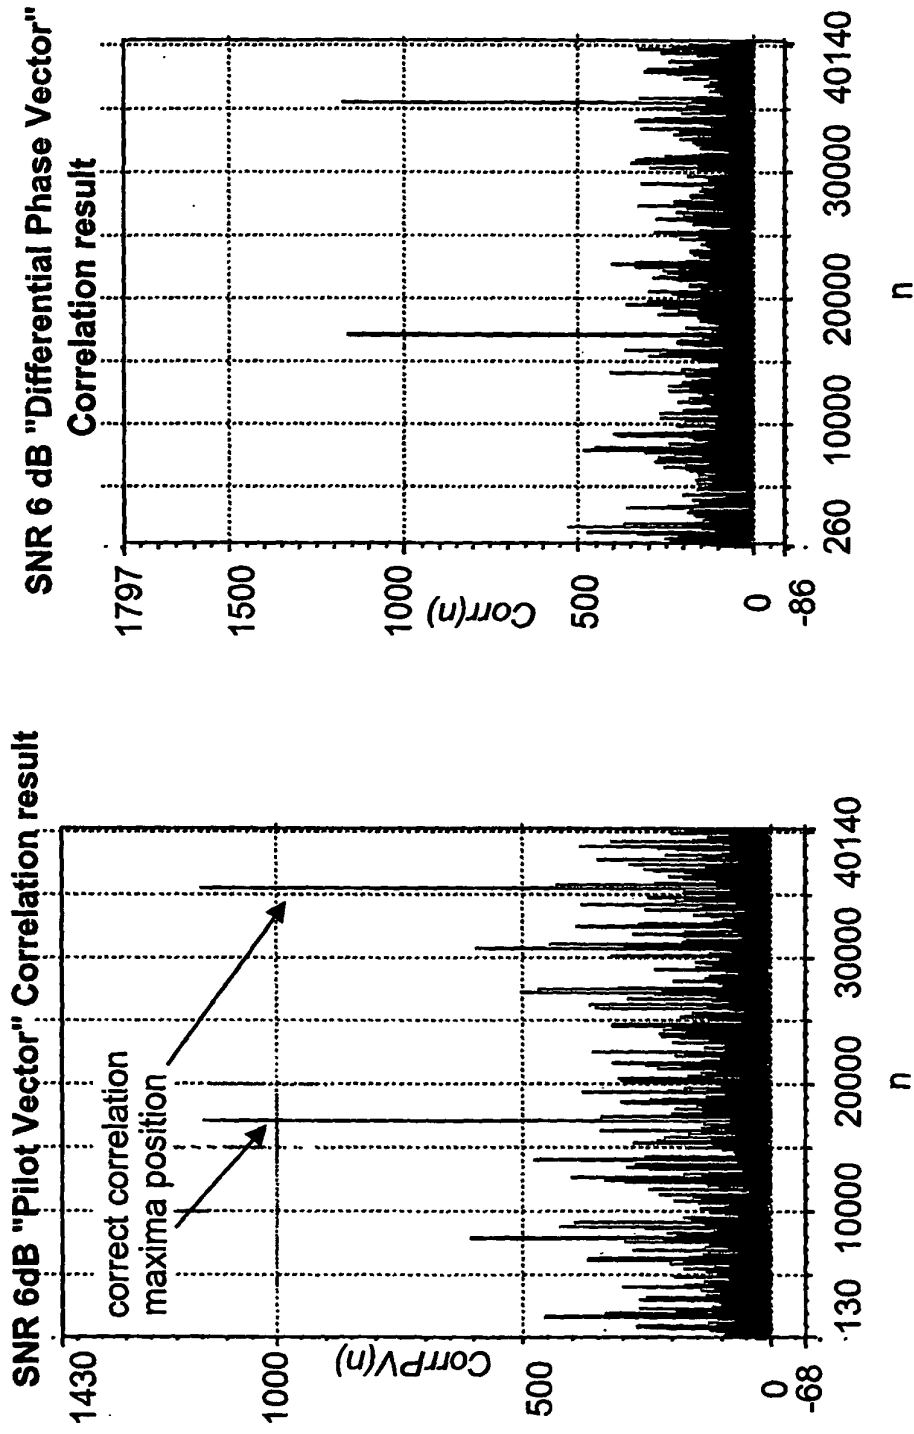 SNR 6dB "Pilot Vector" Correlation result
1430
1000
500
0
-68
CorrPV(n)
correct correlation
maxima position
130
10000
20000
30000
40140
n
SNR 6 dB "Differential Phase Vector"
Correlation result
1797
1500
1000
500
0
-86
Corr(n)
260
10000
20000
30000
40140
n